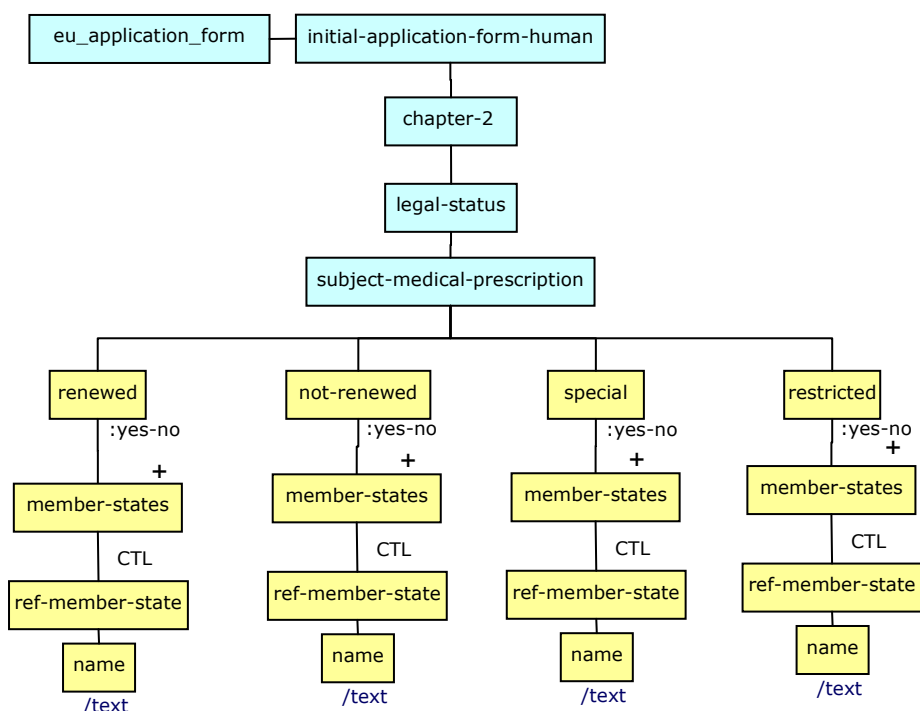 eu_application_form
initial-application-form-human
chapter-2
legal-status
subject-medical-prescription
renewed
not-renewed
special
restricted
:yes-no
:yes-no
:yes-no
:yes-no
+
+
+
+
member-states
member-states
member-states
member-states
CTL
CTL
CTL
CTL
ref-member-state
ref-member-state
ref-member-state
ref-member-state
name
name
name
name
/text
/text
/text
/text